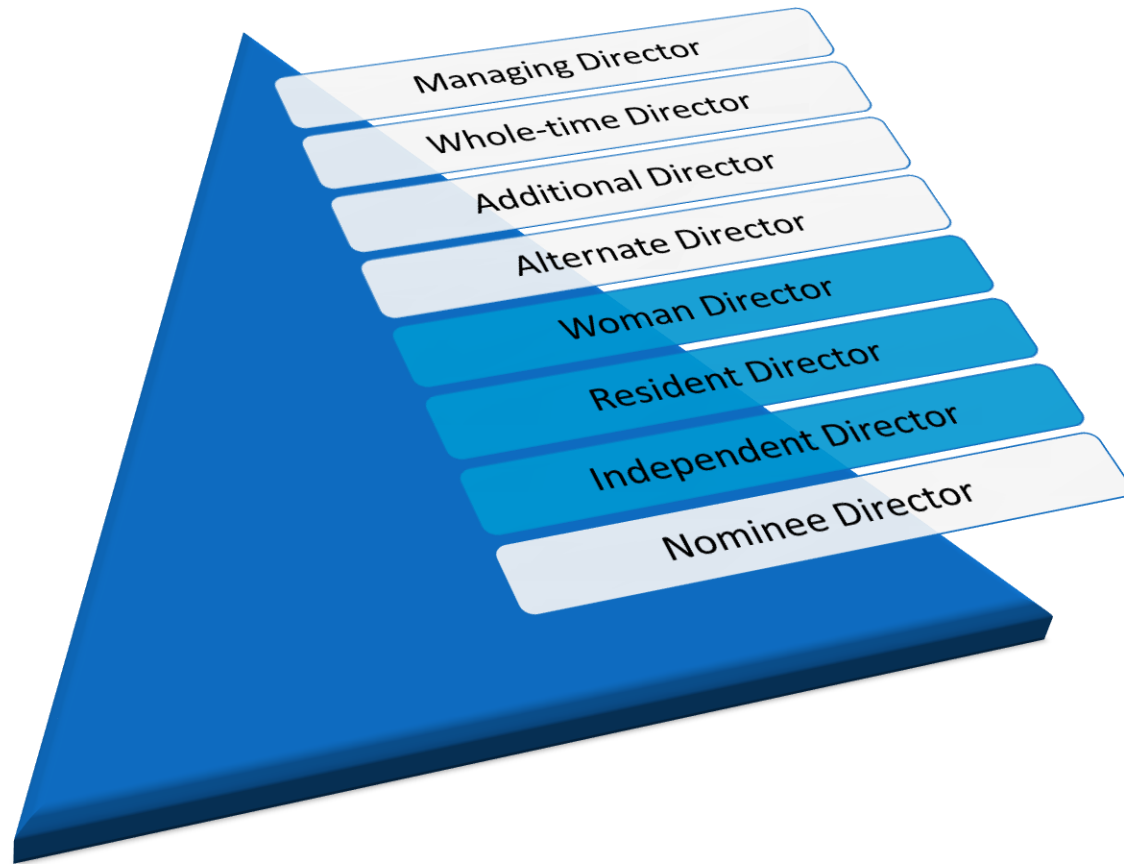 Managing Director
Whole-time Director
Additional Director
Alternate Director
Woman Director
Resident Director
Independent Director
Nominee Director